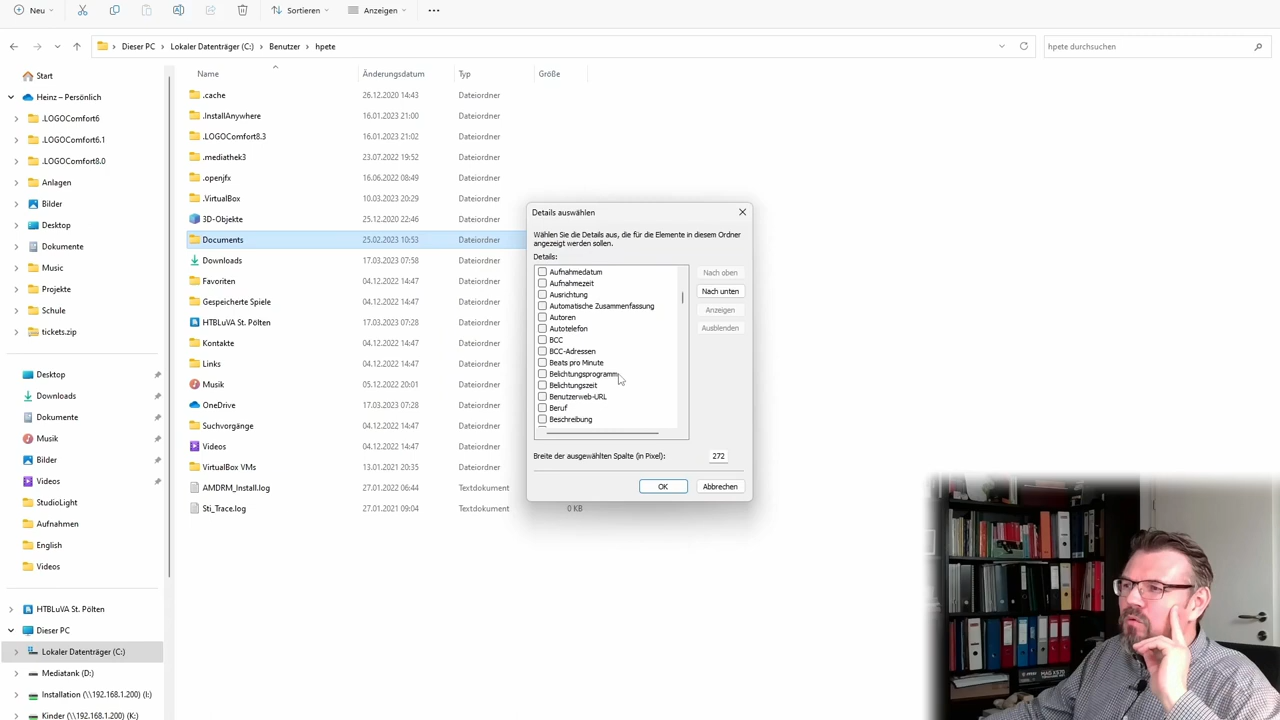 Neu
Sortieren
Anzeigen
Dieser PC
Lokaler Datenträger (C:)
Benutzer
hpete
hpete durchsuchen
Start
Heinz – Persönlich
.LOGOComfort6
.LOGOComfort6.1
.LOGOComfort8.0
Anlagen
Bilder
Desktop
Dokumente
Music
Projekte
Schule
tickets.zip
Desktop
Downloads
Dokumente
Musik
Bilder
Videos
StudioLight
Aufnahmen
English
Videos
HTBLuVA St. Pölten
Dieser PC
Lokaler Datenträger (C:)
Mediatank (D:)
Installation (\\192.168.1.200) (I:)
Kinder (\\192.168.1.200) (K:)
Name Änderungsdatum Typ Größe
.cache 26.12.2020 14:43 Dateiordner
.InstallAnywhere 16.01.2023 21:00 Dateiordner
.LOGOComfort8.3 16.01.2023 21:02 Dateiordner
.mediathek3 23.07.2022 19:52 Dateiordner
.openjfx 16.06.2022 08:49 Dateiordner
.VirtualBox 10.03.2023 20:29 Dateiordner
3D-Objekte 25.12.2020 22:46 Dateiordner
Documents 25.02.2023 10:53 Dateiordner
Downloads 17.03.2023 07:58 Dateiordner
Favoriten 04.12.2022 14:47 Dateiordner
Gespeicherte Spiele 04.12.2022 14:47 Dateiordner
HTBLuVA St. Pölten 17.03.2023 07:28 Dateiordner
Kontakte 04.12.2022 14:47 Dateiordner
Links 04.12.2022 14:47 Dateiordner
Musik 05.12.2022 20:01 Dateiordner
OneDrive 17.03.2023 07:28 Dateiordner
Suchvorgänge 04.12.2022 14:47 Dateiordner
Videos 04.12.2022 14:47 Dateiordner
VirtualBox VMs 13.01.2021 20:35 Dateiordner
AMDRM_Install.log 27.01.2022 06:44 Textdokument
Sti_Trace.log 27.01.2021 09:04 Textdokument 0 KB
Details auswählen
Wählen Sie die Details aus, die für die Elemente in diesem Ordner
angezeigt werden sollen.
Details:
Aufnahmedatum
Aufnahmezeit
Ausrichtung
Automatische Zusammenfassung
Autoren
Autotelefon
BCC
BCC-Adressen
Beats pro Minute
Belichtungsprogramm
Belichtungszeit
Benutzerweb-URL
Beruf
Beschreibung
Nach oben
Nach unten
Anzeigen
Ausblenden
Breite der ausgewählten Spalte (in Pixel): 272
OK
Abbrechen